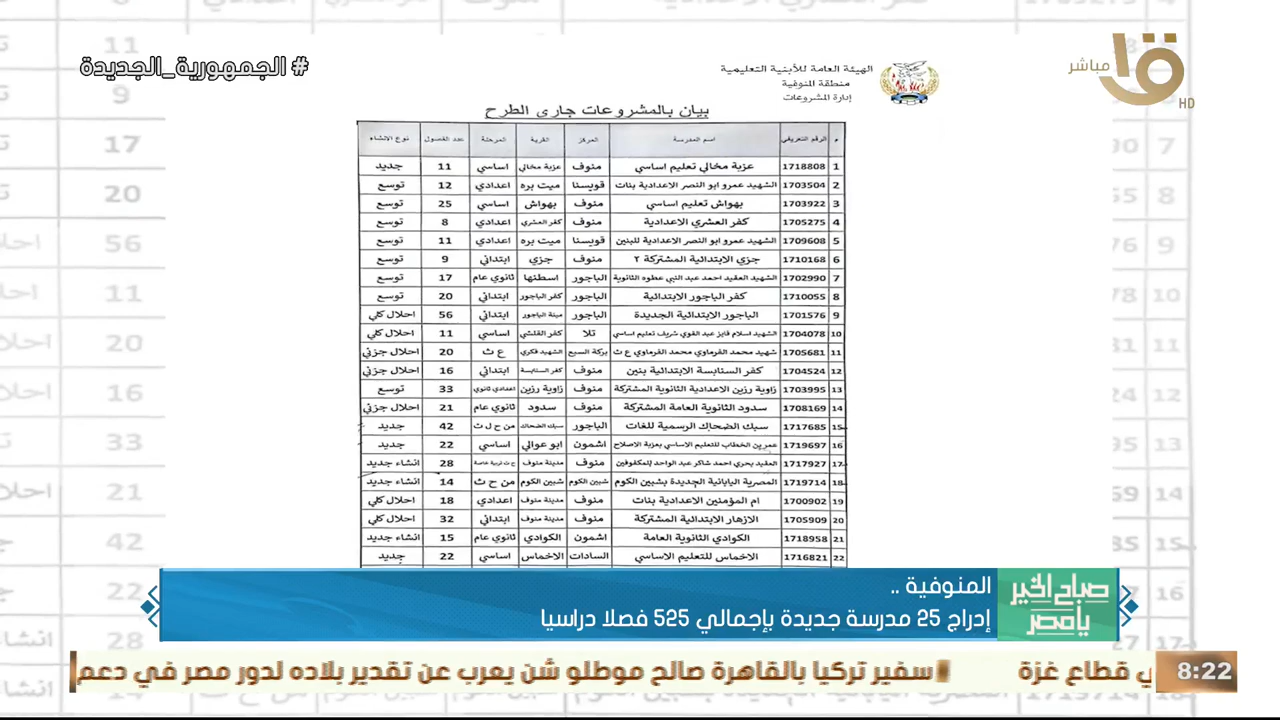 # الجمهورية_الجديدة
مباشر
HD
الهيئة العامة للأبنية التعليمية
منطقة المنوفية
إدارة المشروعات
بيان بالمشروعات جارى الطرح
م الرقم التعريفي اسم المدرسة المركز القرية المرحلة عدد الفصول نوع الانشاء
1 1718808 عزبة مخالي تعليم اساسي منوف عزبة مخالي اساسي 11 جديد
2 1703504 الشهيد عمرو ابو النصر الاعدادية بنات قويسنا ميت بره اعدادي 12 توسع
3 1703922 بهواش تعليم اساسي منوف بهواش اساسي 25 توسع
4 1705275 كفر العشري الاعدادية منوف كفر العشري اعدادي 8 توسع
5 1709608 الشهيد عمرو ابو النصر الاعدادية للبنين قويسنا ميت بره اعدادي 11 توسع
6 1710168 جزي الابتدائية المشتركة ٢ منوف جزي ابتدائي 9 توسع
7 1702990 الشهيد العقيد احمد عبد النبي عطود الثانوية الباجور اسطنها ثانوي عام 17 توسع
8 1710055 كفر الباجور الابتدائية الباجور كفر الباجور ابتدائي 20 توسع
9 1701576 الباجور الابتدائية الجديدة الباجور مدينة الباجور ابتدائي 56 احلال كلي
10 1704078 الشهيد اسلام فايز عبد القوي شريف تعليم اساسي تلا كفر القلشي اساسي 11 احلال كلي
11 1705681 شهيد محمد القرماوي محمد القرماوي ع ث بركة السبع الشهيد فكري ع ث 20 احلال جزئي
12 1704524 كفر السنابسة الابتدائية بنين منوف كفر السنابسة ابتدائي 16 احلال جزئي
13 1703995 زاوية رزين الاعدادية الثانوية المشتركة منوف زاوية رزين اعدادي ثانوي 33 توسع
14 1708169 سدود الثانوية العامة المشتركة منوف سدود ثانوي عام 21 احلال جزئي
15 1717685 سبك الضحاك الرسمية للغات الباجور سبك الضحاك من ح ل ث 42 جديد
16 1719697 عمر بن الخطاب للتعليم الاساسي بعزبة الاصلاح اشمون ابو عوالي اساسي 22 جديد
17 1717927 العقيد بحري احمد شاكر عبد الواحد للمكفوفين منوف مدينة منوف ح ث تربية خاصة 28 انشاء جديد
18 1719714 المصرية اليابانية الجديدة بشبين الكوم شبين الكوم شبين الكوم من ح ث 14 انشاء جديد
19 1700902 ام المؤمنين الاعدادية بنات منوف مدينة منوف اعدادي 18 احلال كلي
20 1705909 الازهار الابتدائية المشتركة منوف مدينة منوف ابتدائي 32 احلال كلي
21 1718958 الكوادي الثانوية العامة اشمون الكوادي ثانوي عام 15 انشاء جديد
22 1716821 الاخماس للتعليم الاساسي السادات الاخماس اساسي 22 جديد
صباح الخير يا مصر
المنوفية ..
إدراج 25 مدرسة جديدة بإجمالي 525 فصلا دراسيا
8:22
ي قطاع غزة
سفير تركيا بالقاهرة صالح موطلو شن يعرب عن تقدير بلاده لدور مصر في دعم